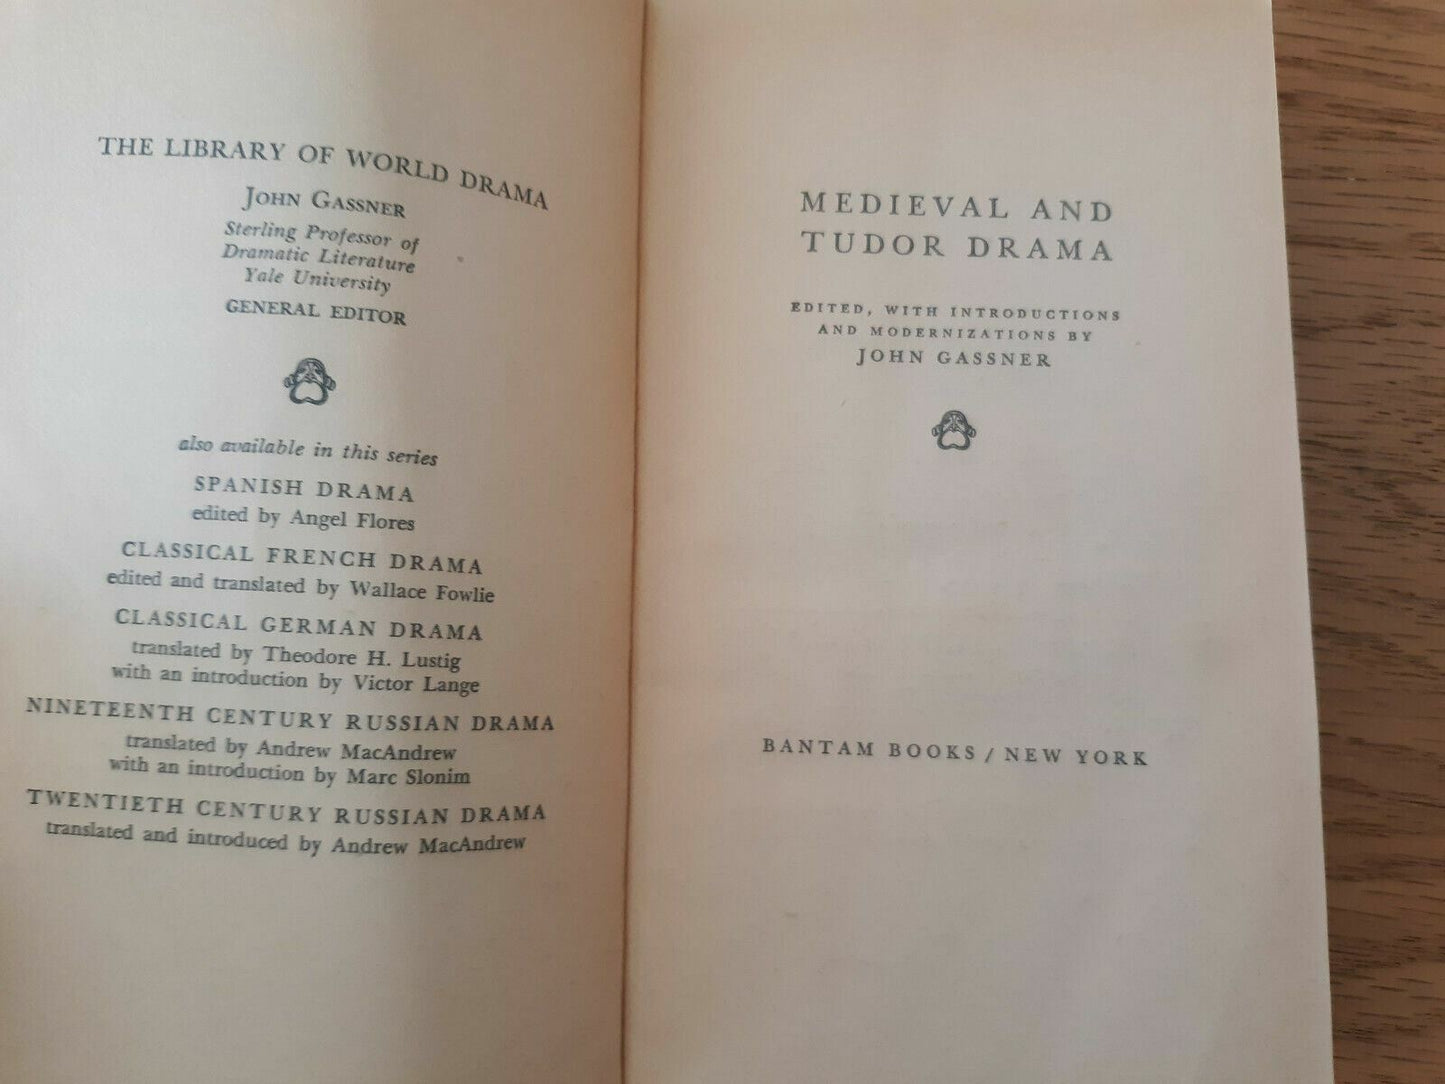 THE LIBRARY OF WORLD DRAMA
JOHN GASSNER
Sterling Professor of
Dramatic Literature
Yale University
GENERAL EDITOR
also available in this series
SPANISH DRAMA
edited by Angel Flores
CLASSICAL FRENCH DRAMA
edited and translated by Wallace Fowlie
CLASSICAL GERMAN DRAMA
translated by Theodore H. Lustig
with an introduction by Victor Lange
NINETEENTH CENTURY RUSSIAN DRAMA
translated by Andrew MacAndrew
with an introduction by Marc Slonim
TWENTIETH CENTURY RUSSIAN DRAMA
translated and introduced by Andrew MacAndrew
MEDIEVAL AND
TUDOR DRAMA
EDITED, WITH INTRODUCTIONS
AND MODERNIZATIONS BY
JOHN GASSNER
BANTAM BOOKS / NEW YORK